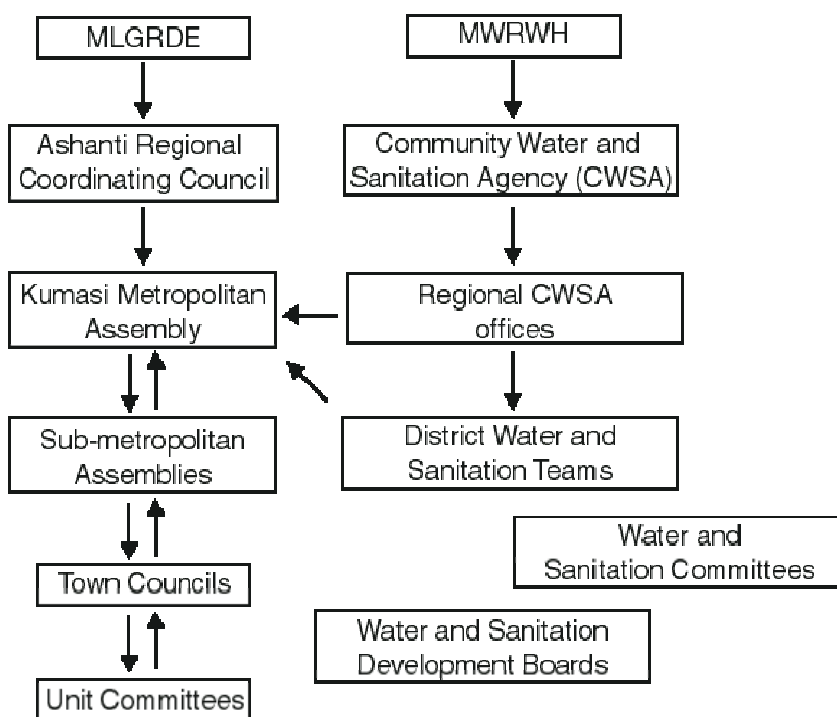 MLGRDE
MWRWH
Ashanti Regional
Coordinating Council
Community Water and
Sanitation Agency (CWSA)
Kumasi Metropolitan
Assembly
Regional CWSA
offices
Sub-metropolitan
Assemblies
District Water and
Sanitation Teams
Water and
Sanitation Committees
Town Councils
Water and Sanitation
Development Boards
Unit Committees